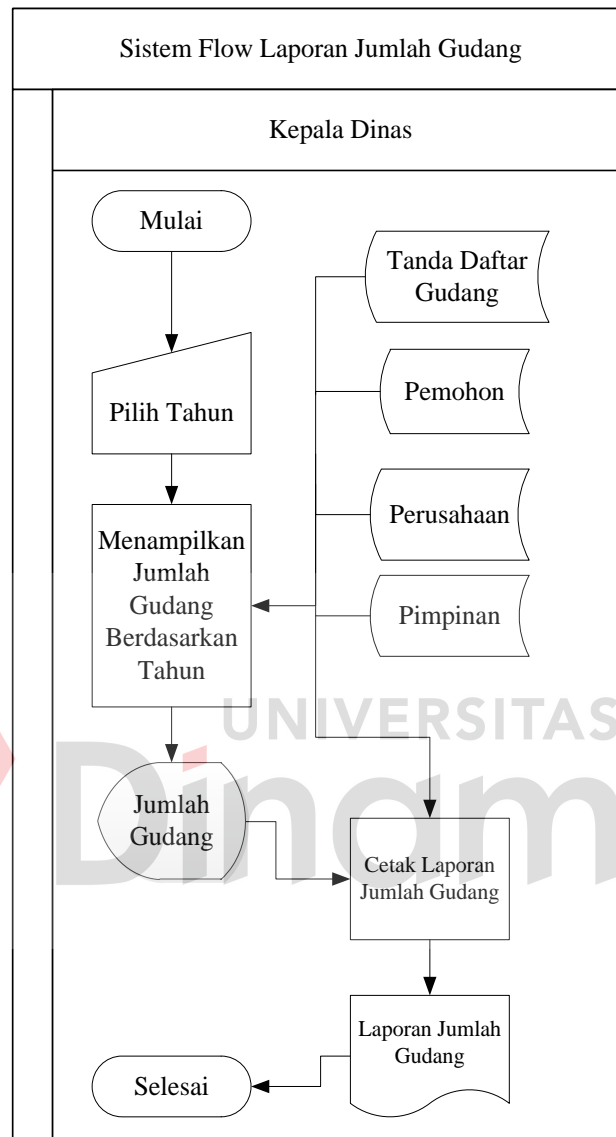 Sistem Flow Laporan Jumlah Gudang
Kepala Dinas
Mulai
Tanda Daftar
Gudang
Pemohon
Pilih Tahun
Perusahaan
Menampilkan
Jumlah
Gudang
Berdasarkan
Tahun
Pimpinan
UNIVERSITAS
Dinam
Jumlah
Gudang
Cetak Laporan
Jumlah Gudang
Laporan Jumlah
Gudang
Selesai